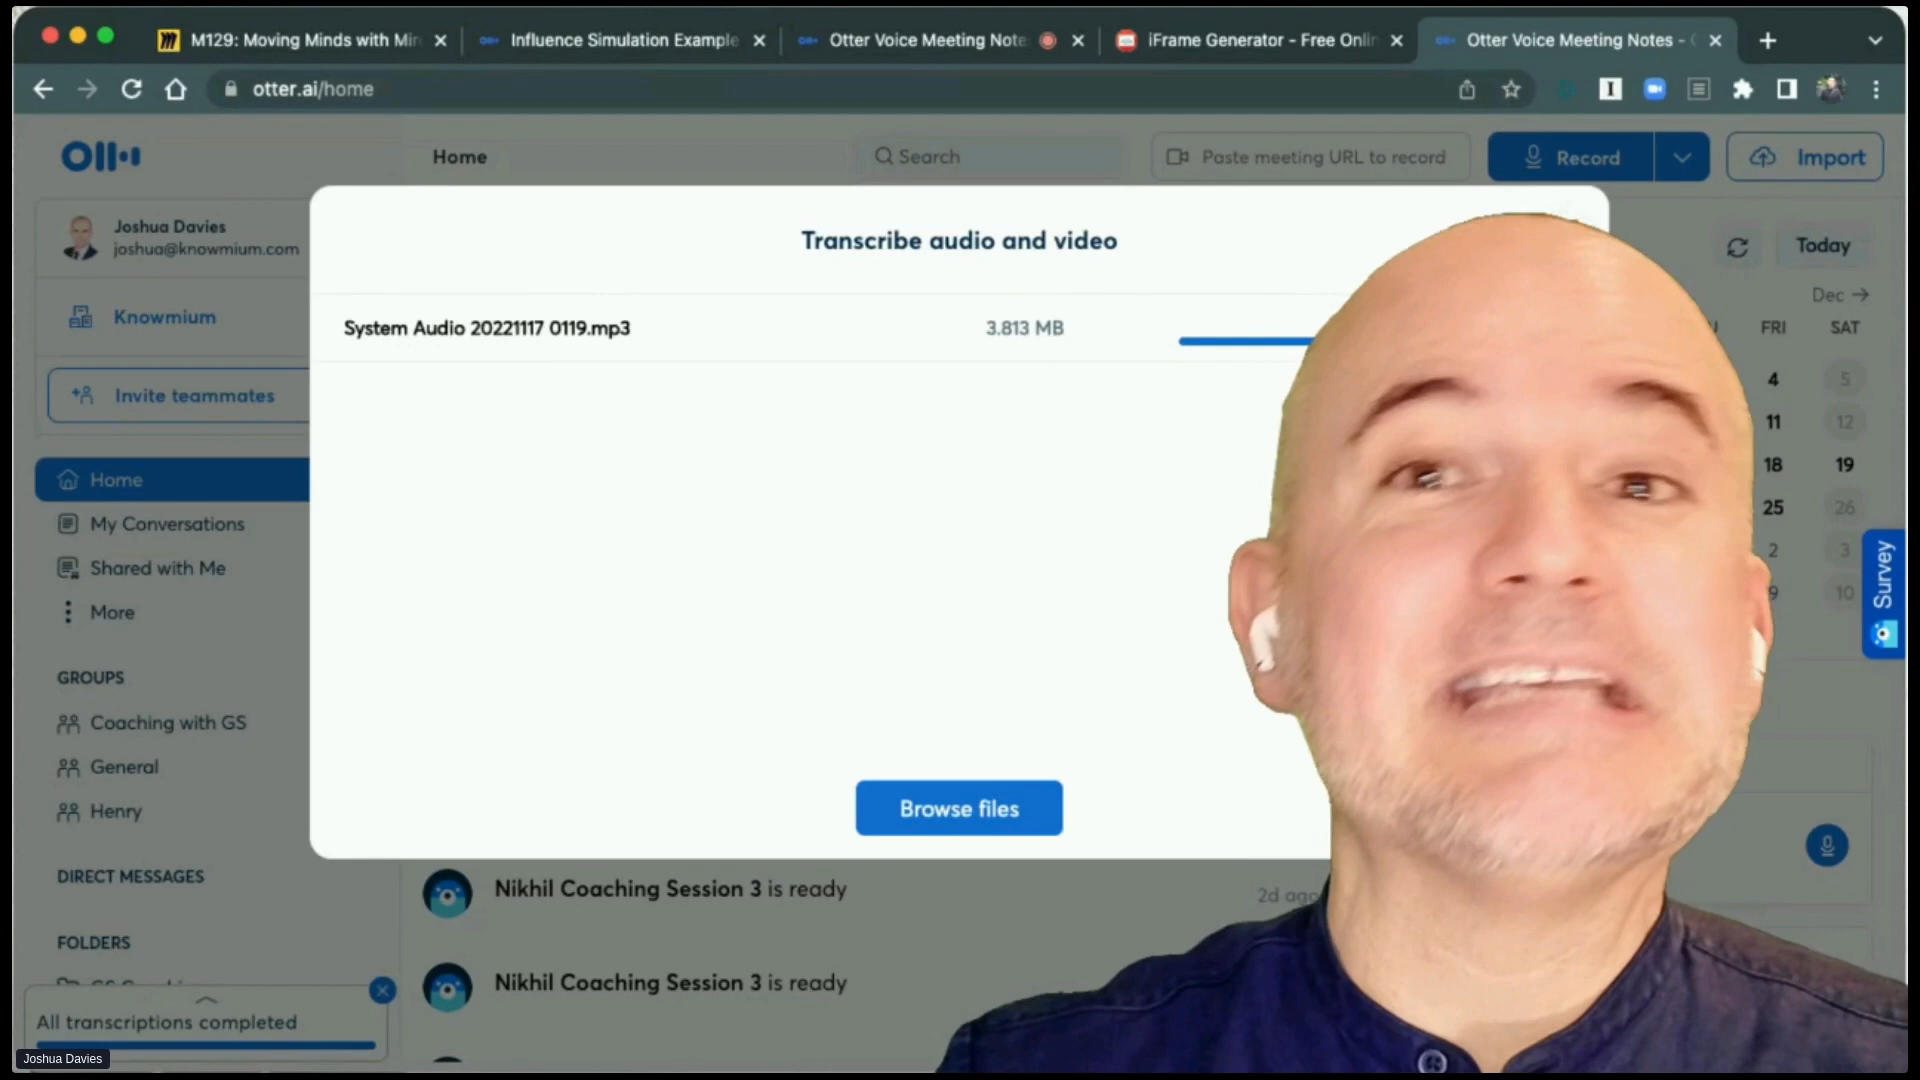 M129: Moving Minds with Mir
Influence Simulation Example
Otter Voice Meeting Note
iFrame Generator - Free Onlin
Otter Voice Meeting Notes -
otter.ai/home
Home
Search
Paste meeting URL to record
Record
Import
Joshua Davies
joshua@knowmium.com
Knowmium
Invite teammates
Home
My Conversations
Shared with Me
More
GROUPS
Coaching with GS
General
Henry
DIRECT MESSAGES
FOLDERS
All transcriptions completed
Joshua Davies
Transcribe audio and video
System Audio 20221117 0119.mp3
3.813 MB
Browse files
Nikhil Coaching Session 3 is ready
2d ago
Nikhil Coaching Session 3 is ready
Today
Dec →
FRI SAT
4 5
11 12
18 19
25 26
2 3
9 10
Survey